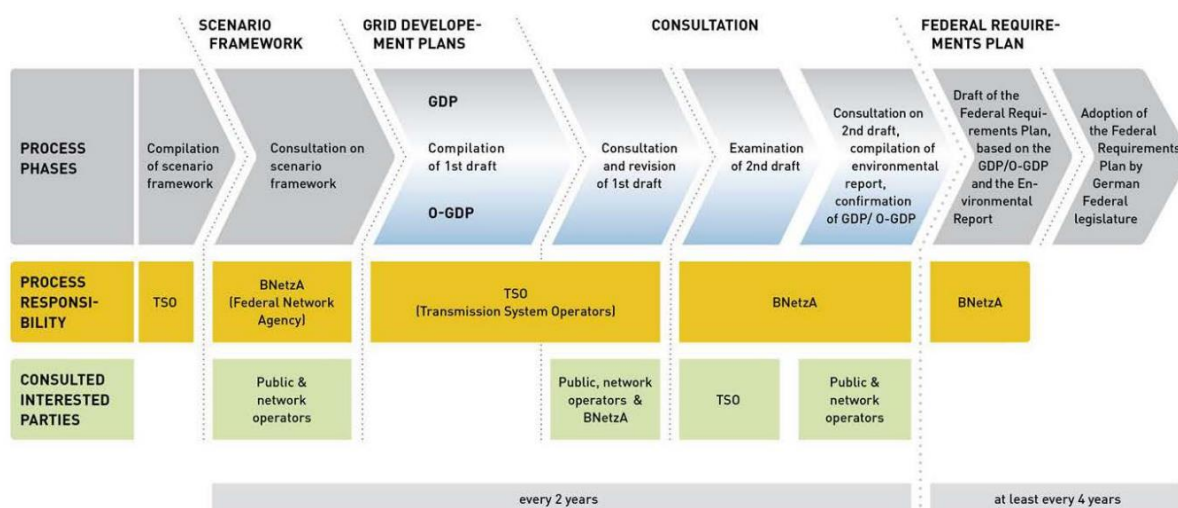 SCENARIO
FRAMEWORK
GRID DEVELOPE-
MENT PLANS
CONSULTATION
FEDERAL REQUIRE-
MENTS PLAN
PROCESS
PHASES
Compilation
of scenario
framework
Consultation on
scenario
framework
GDP
Compilation
of 1st draft
O-GDP
Consultation
and revision
of 1st draft
Examination
of 2nd draft
Consultation on
2nd draft,
compilation of
environmental
report,
confirmation
of GDP/ O-GDP
Draft of the
Federal Requi-
rements Plan,
based on the
GDP/O-GDP
and the En-
vironmental
Report
Adoption of
the Federal
Requirements
Plan by
German
Federal
legislature
PROCESS
RESPONSI-
BILITY
TSO
BNetzA
(Federal Network
Agency)
TSO
(Transmission System Operators)
BNetzA
BNetzA
CONSULTED
INTERESTED
PARTIES
Public &
network
operators
Public, network
operators &
BNetzA
TSO
Public &
network
operators
every 2 years
at least every 4 years